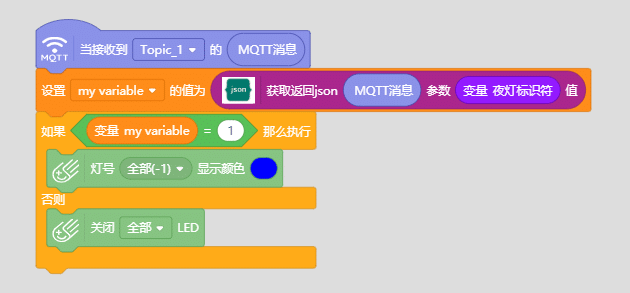 MQTT 当接收到 Topic_1 的 MQTT消息
设置 my variable 的值为 json 获取返回json MQTT消息 参数 变量 夜灯标识符 值
如果 变量 my variable = 1 那么执行
灯号 全部(-1) 显示颜色
否则
关闭 全部 LED